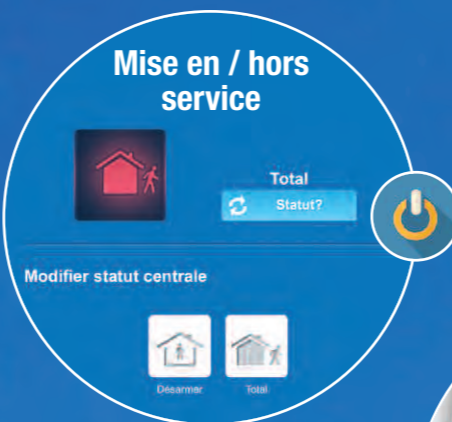 Mise en / hors
service
Total
Statut?
Modifier statut centrale
Désarmer
Total